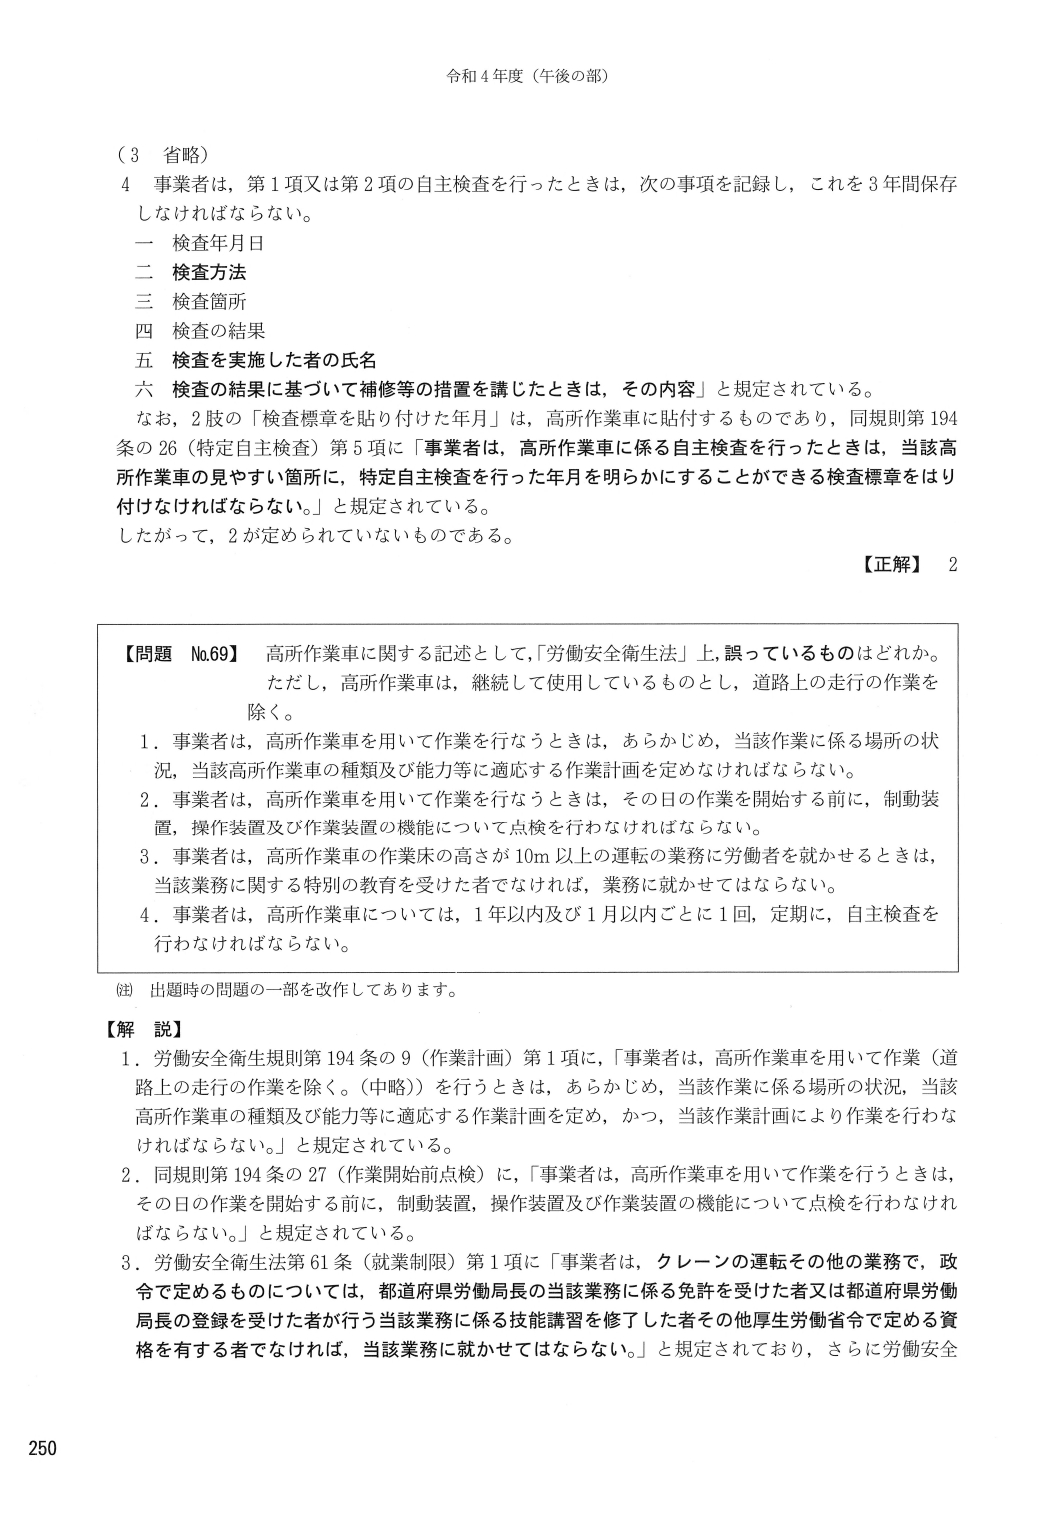 令和4年度（午後の部）
（3　省略）
4　事業者は，第1項又は第2項の自主検査を行ったときは，次の事項を記録し，これを3年間保存
しなければならない。
一　検査年月日
二　検査方法
三　検査箇所
四　検査の結果
五　検査を実施した者の氏名
六　検査の結果に基づいて補修等の措置を講じたときは，その内容」と規定されている。
なお，2肢の「検査標章を貼り付けた年月」は，高所作業車に貼付するものであり，同規則第194
条の26（特定自主検査）第5項に「事業者は，高所作業車に係る自主検査を行ったときは，当該高
所作業車の見やすい箇所に，特定自主検査を行った年月を明らかにすることができる検査標章をはり
付けなければならない。」と規定されている。
したがって，2が定められていないものである。
【正解】　2
【問題　No.69】　高所作業車に関する記述として，「労働安全衛生法」上，誤っているものはどれか。
ただし，高所作業車は，継続して使用しているものとし，道路上の走行の作業を
除く。
1．事業者は，高所作業車を用いて作業を行なうときは，あらかじめ，当該作業に係る場所の状
況，当該高所作業車の種類及び能力等に適応する作業計画を定めなければならない。
2．事業者は，高所作業車を用いて作業を行なうときは，その日の作業を開始する前に，制動装
置，操作装置及び作業装置の機能について点検を行わなければならない。
3．事業者は，高所作業車の作業床の高さが10m以上の運転の業務に労働者を就かせるときは，
当該業務に関する特別の教育を受けた者でなければ，業務に就かせてはならない。
4．事業者は，高所作業車については，1年以内及び1月以内ごとに1回，定期に，自主検査を
行わなければならない。
㊟　出題時の問題の一部を改作してあります。
【解　説】
1．労働安全衛生規則第194条の9（作業計画）第1項に，「事業者は，高所作業車を用いて作業（道
路上の走行の作業を除く。（中略））を行うときは，あらかじめ，当該作業に係る場所の状況，当該
高所作業車の種類及び能力等に適応する作業計画を定め，かつ，当該作業計画により作業を行わな
ければならない。」と規定されている。
2．同規則第194条の27（作業開始前点検）に，「事業者は，高所作業車を用いて作業を行うときは，
その日の作業を開始する前に，制動装置，操作装置及び作業装置の機能について点検を行わなけれ
ばならない。」と規定されている。
3．労働安全衛生法第61条（就業制限）第1項に「事業者は，クレーンの運転その他の業務で，政
令で定めるものについては，都道府県労働局長の当該業務に係る免許を受けた者又は都道府県労働
局長の登録を受けた者が行う当該業務に係る技能講習を修了した者その他厚生労働省令で定める資
格を有する者でなければ，当該業務に就かせてはならない。」と規定されており，さらに労働安全
250